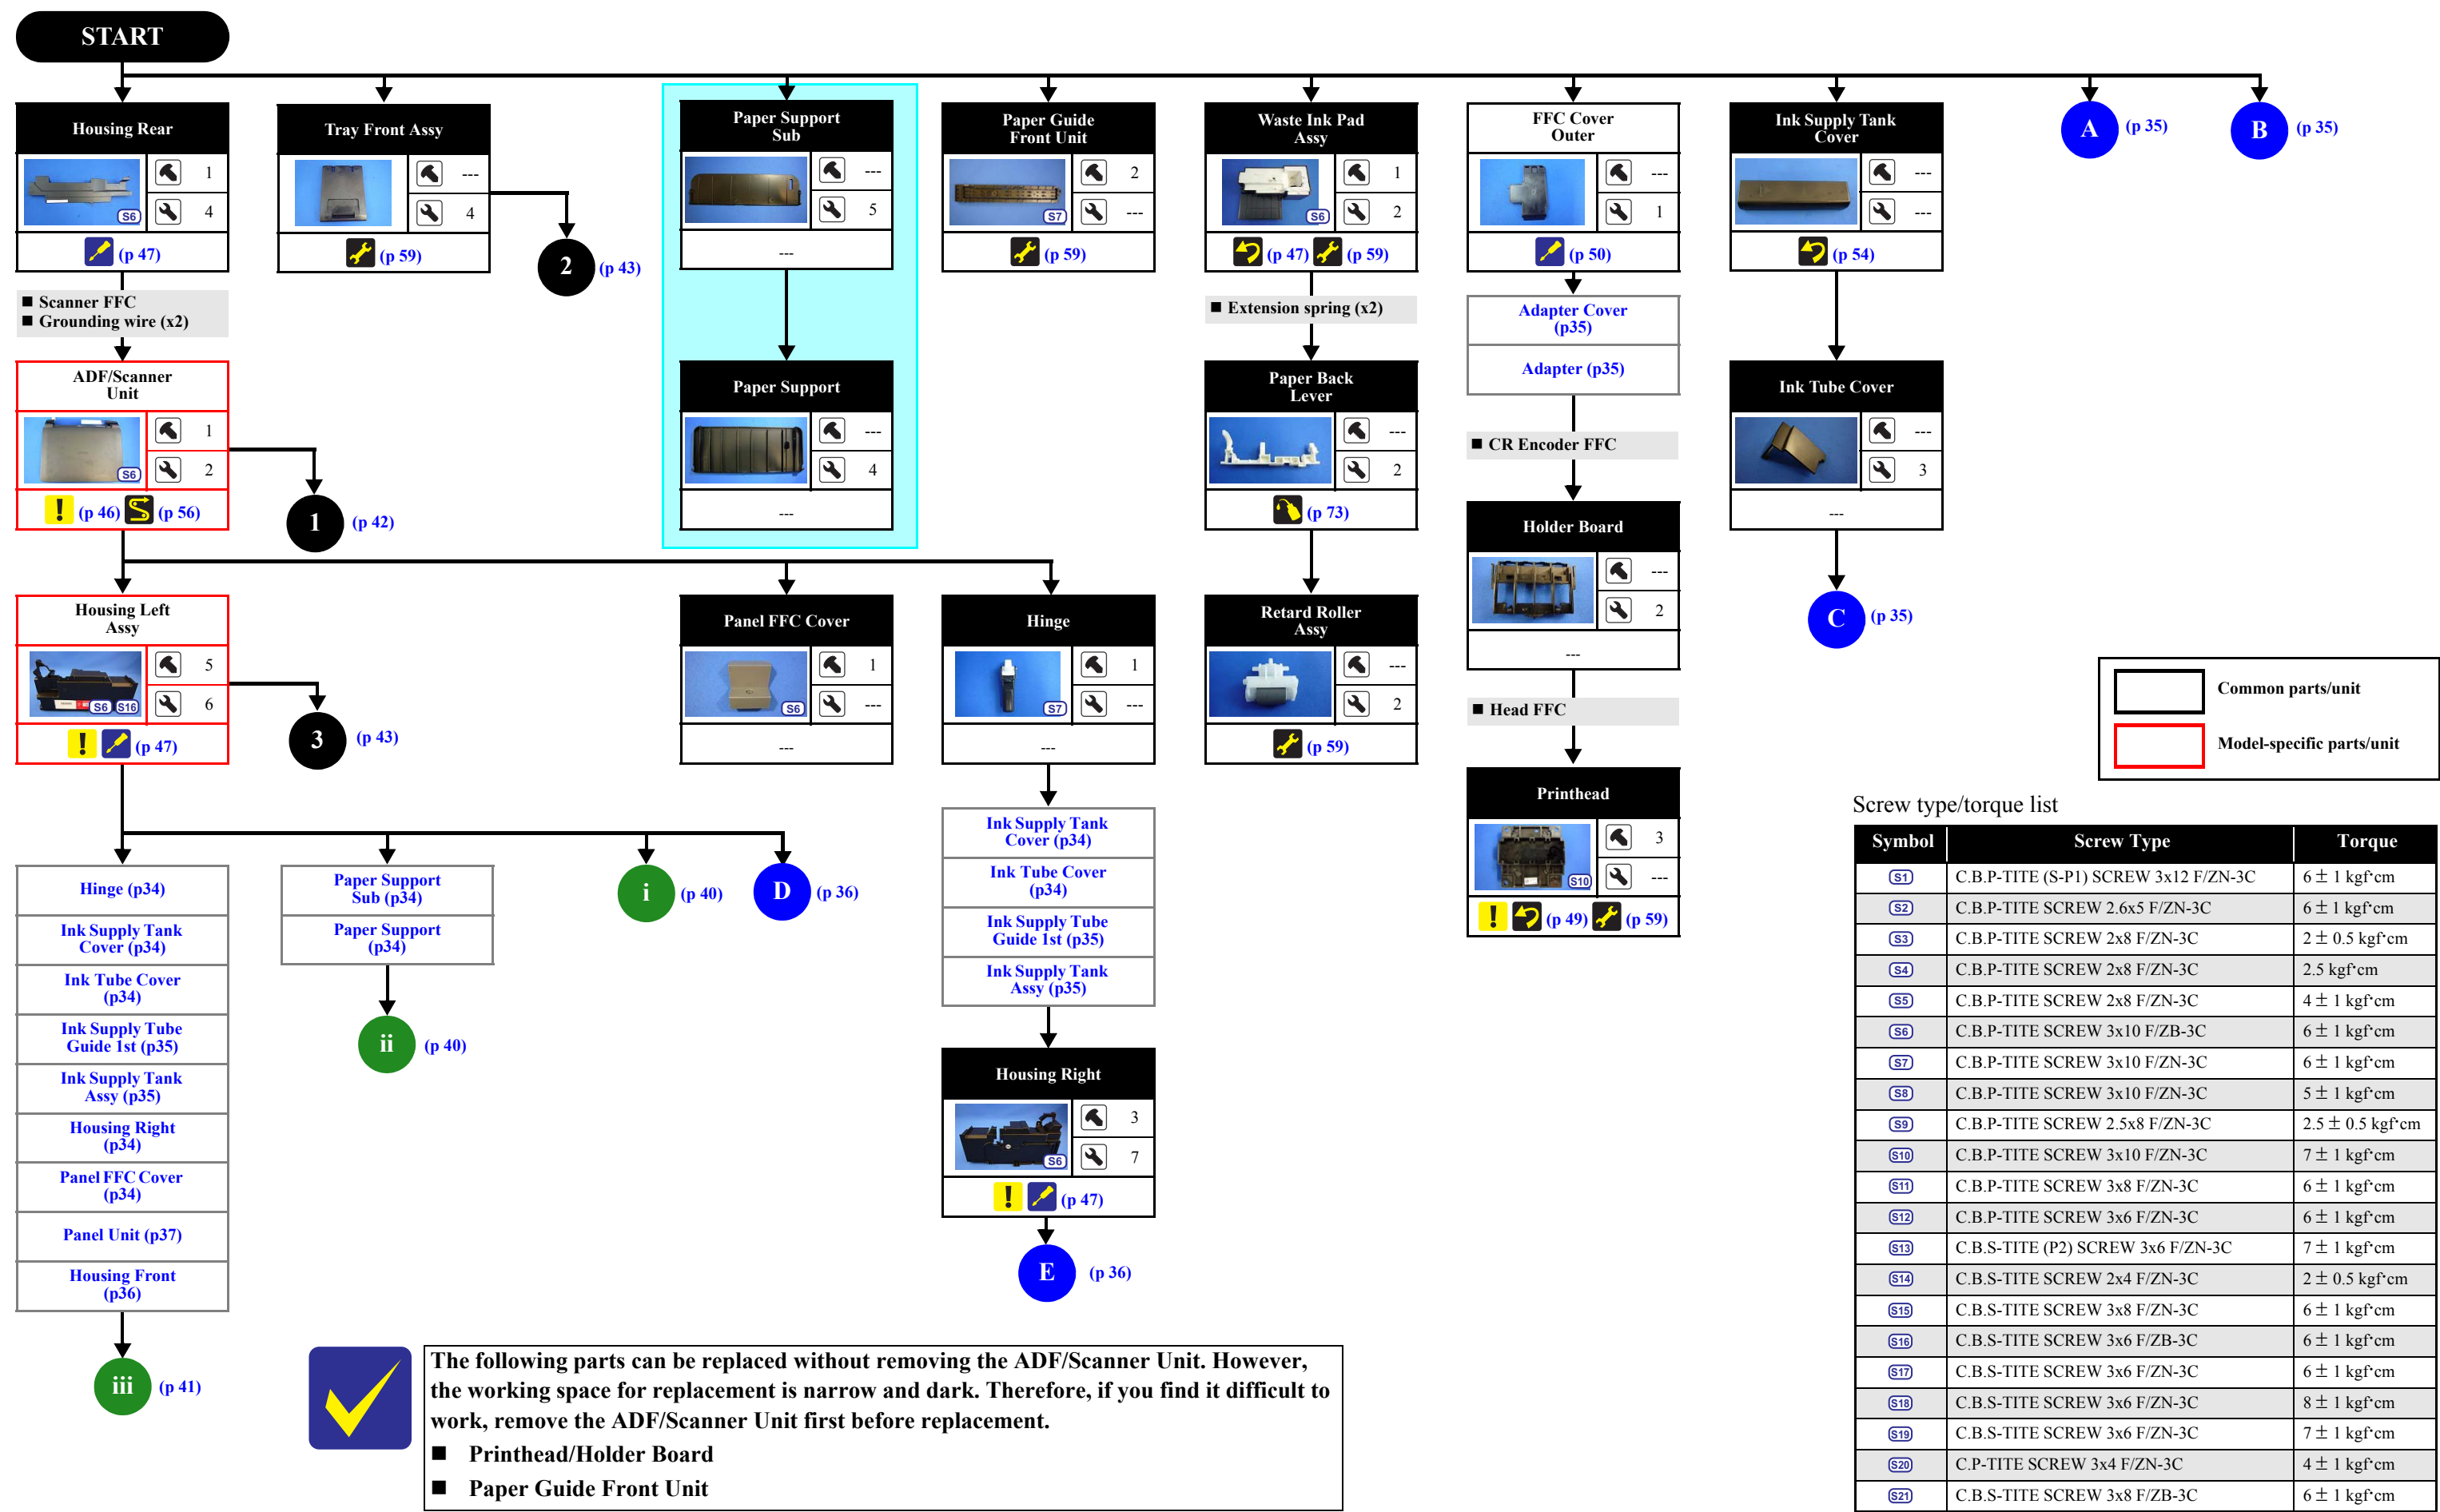 START
Housing Rear
S6
1
4
(p 47)
■ Scanner FFC
■ Grounding wire (x2)
ADF/Scanner
Unit
S6
1
2
! (p 46) (p 56)
1 (p 42)
Housing Left
Assy
S6 S16
5
6
! (p 47)
3 (p 43)
Hinge (p34)
Ink Supply Tank
Cover (p34)
Ink Tube Cover
(p34)
Ink Supply Tube
Guide 1st (p35)
Ink Supply Tank
Assy (p35)
Housing Right
(p34)
Panel FFC Cover
(p34)
Panel Unit (p37)
Housing Front
(p36)
iii (p 41)
Paper Support
Sub (p34)
Paper Support
(p34)
ii (p 40)
i (p 40)
D (p 36)
Tray Front Assy
---
4
(p 59)
2 (p 43)
Paper Support
Sub
---
5
---
Paper Support
---
4
---
Panel FFC Cover
S6
1
---
---
Paper Guide
Front Unit
S7
2
---
(p 59)
Hinge
S7
1
---
---
Ink Supply Tank
Cover (p34)
Ink Tube Cover
(p34)
Ink Supply Tube
Guide 1st (p35)
Ink Supply Tank
Assy (p35)
Housing Right
S6
3
7
! (p 47)
E (p 36)
Waste Ink Pad
Assy
S6
1
2
(p 47) (p 59)
■ Extension spring (x2)
Paper Back
Lever
---
2
(p 73)
Retard Roller
Assy
---
2
(p 59)
FFC Cover
Outer
---
1
(p 50)
Adapter Cover
(p35)
Adapter (p35)
■ CR Encoder FFC
Holder Board
---
2
---
■ Head FFC
Printhead
S10
3
---
! (p 49) (p 59)
Ink Supply Tank
Cover
---
---
(p 54)
Ink Tube Cover
---
3
---
C (p 35)
A (p 35)
B (p 35)
Common parts/unit
Model-specific parts/unit
The following parts can be replaced without removing the ADF/Scanner Unit. However,
the working space for replacement is narrow and dark. Therefore, if you find it difficult to
work, remove the ADF/Scanner Unit first before replacement.
■ Printhead/Holder Board
■ Paper Guide Front Unit
Screw type/torque list
Symbol Screw Type Torque
S1 C.B.P-TITE (S-P1) SCREW 3x12 F/ZN-3C 6 ± 1 kgf·cm
S2 C.B.P-TITE SCREW 2.6x5 F/ZN-3C 6 ± 1 kgf·cm
S3 C.B.P-TITE SCREW 2x8 F/ZN-3C 2 ± 0.5 kgf·cm
S4 C.B.P-TITE SCREW 2x8 F/ZN-3C 2.5 kgf·cm
S5 C.B.P-TITE SCREW 2x8 F/ZN-3C 4 ± 1 kgf·cm
S6 C.B.P-TITE SCREW 3x10 F/ZB-3C 6 ± 1 kgf·cm
S7 C.B.P-TITE SCREW 3x10 F/ZN-3C 6 ± 1 kgf·cm
S8 C.B.P-TITE SCREW 3x10 F/ZN-3C 5 ± 1 kgf·cm
S9 C.B.P-TITE SCREW 2.5x8 F/ZN-3C 2.5 ± 0.5 kgf·cm
S10 C.B.P-TITE SCREW 3x10 F/ZN-3C 7 ± 1 kgf·cm
S11 C.B.P-TITE SCREW 3x8 F/ZN-3C 6 ± 1 kgf·cm
S12 C.B.P-TITE SCREW 3x6 F/ZN-3C 6 ± 1 kgf·cm
S13 C.B.S-TITE (P2) SCREW 3x6 F/ZN-3C 7 ± 1 kgf·cm
S14 C.B.S-TITE SCREW 2x4 F/ZN-3C 2 ± 0.5 kgf·cm
S15 C.B.S-TITE SCREW 3x8 F/ZN-3C 6 ± 1 kgf·cm
S16 C.B.S-TITE SCREW 3x6 F/ZB-3C 6 ± 1 kgf·cm
S17 C.B.S-TITE SCREW 3x6 F/ZN-3C 6 ± 1 kgf·cm
S18 C.B.S-TITE SCREW 3x6 F/ZN-3C 8 ± 1 kgf·cm
S19 C.B.S-TITE SCREW 3x6 F/ZN-3C 7 ± 1 kgf·cm
S20 C.P-TITE SCREW 3x4 F/ZN-3C 4 ± 1 kgf·cm
S21 C.B.S-TITE SCREW 3x8 F/ZB-3C 6 ± 1 kgf·cm